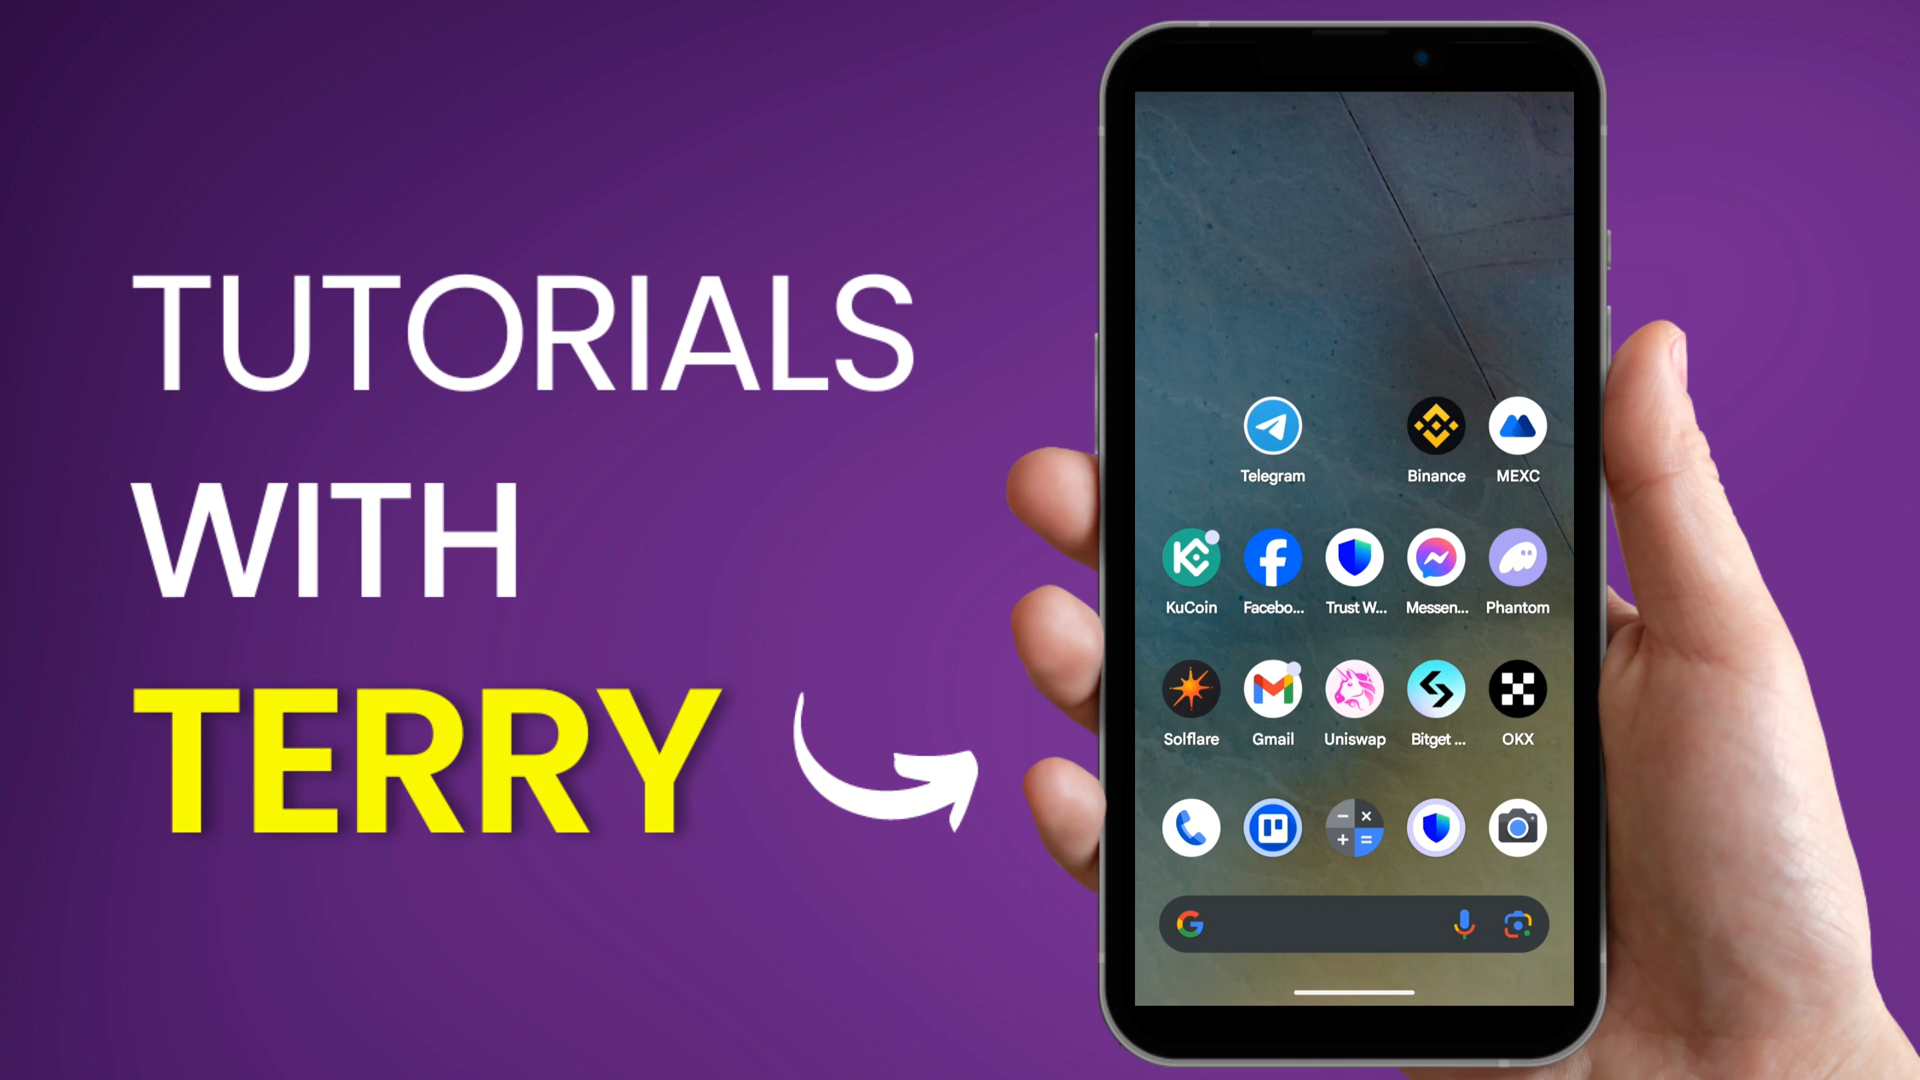 TUTORIALS
WITH
TERRY
Telegram Binance MEXC
KuCoin Facebo... Trust W... Messen... Phantom
Solflare Gmail Uniswap Bitget ... OKX